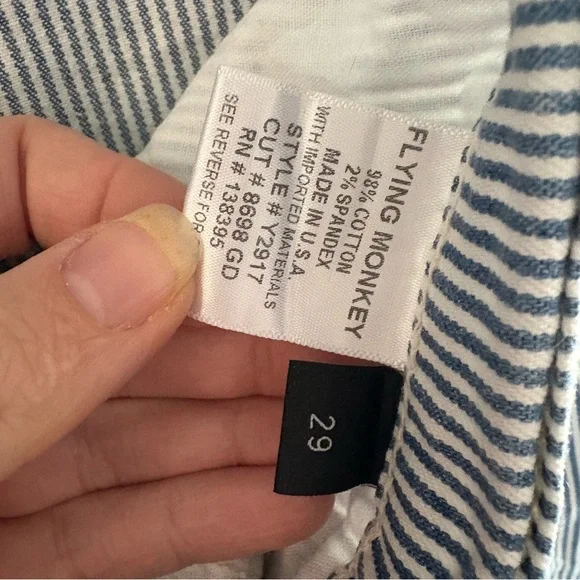 FLYING MONKEY
98% COTTON
2% SPANDEX
MADE IN U.S.A.
WITH IMPORTED MATERIALS
STYLE # Y2917
CUT # 8698 GD
RN # 138395
SEE REVERSE FOR
29